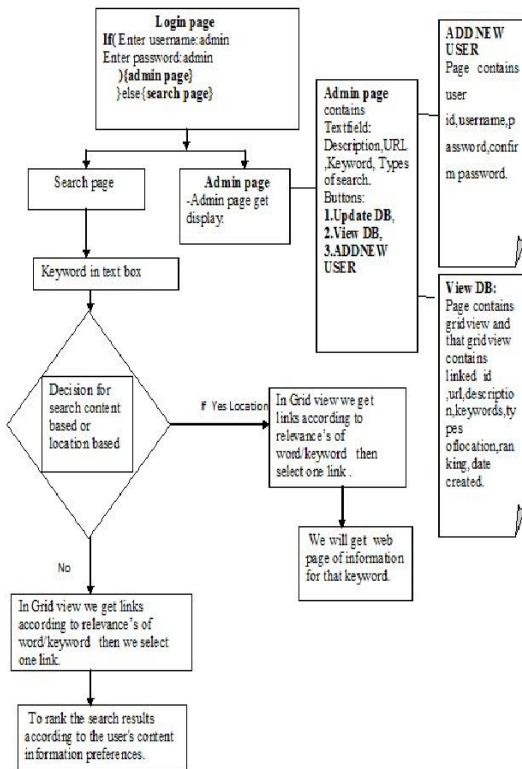 Login page
If( Enter username:admin
Enter password:admin
){admin page}
}else{search page}
Search page
Admin page
-Admin page get
display.
Admin page
contains
Textfield:
Description,URL
,Keyword, Types
of search.
Buttons:
1.Update DB,
2.View DB,
3.ADDNEW
USER
ADDNEW
USER
Page contains
user
id,username,p
assword,confir
m password.
View DB:
Page contains
gridview and
that gridview
contains
linked id
,url,descriptio
n,keywords,ty
pes
oflocation,ran
king,date
created.
Keyword in text box
Decision for
search content
based or
location based
If Yes Location
In Grid view we get
links according to
relevance's of
word/keyword then
select one link .
We will get web
page of information
for that keyword.
No
In Grid view we get links
according to relevance's of
word/keyword then we select
one link.
To rank the search results
according to the user's content
information preferences.